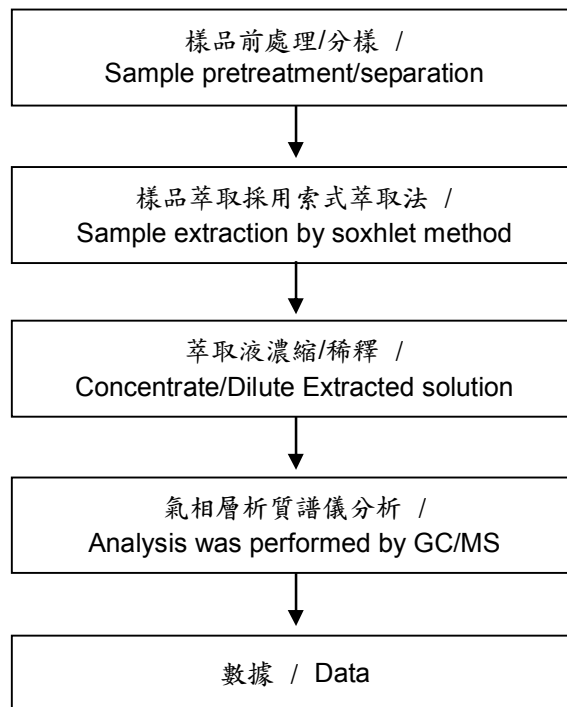 樣品前處理/分樣 /
Sample pretreatment/separation
樣品萃取採用索式萃取法 /
Sample extraction by soxhlet method
萃取液濃縮/稀釋 /
Concentrate/Dilute Extracted solution
氣相層析質譜儀分析 /
Analysis was performed by GC/MS
數據 / Data